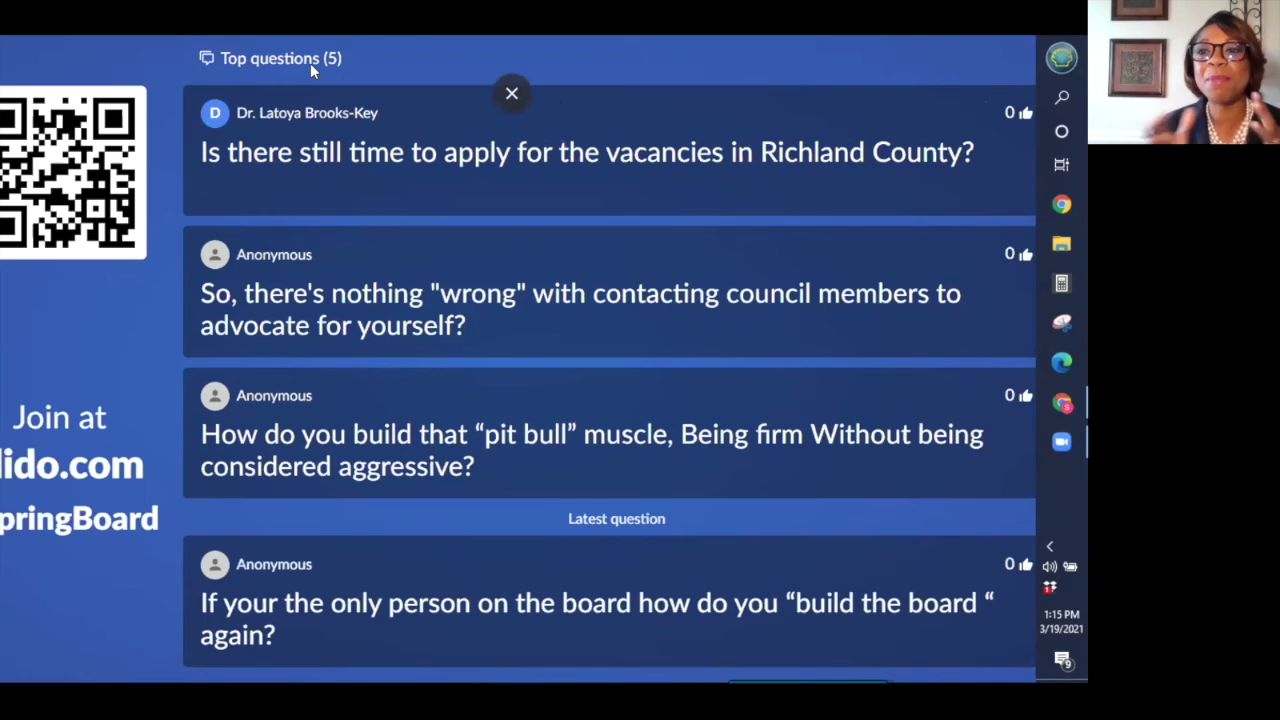 Top questions (5)
D Dr. Latoya Brooks-Key 0
Is there still time to apply for the vacancies in Richland County?
Anonymous 0
So, there's nothing "wrong" with contacting council members to
advocate for yourself?
Anonymous 0
How do you build that “pit bull” muscle, Being firm Without being
considered aggressive?
Latest question
Anonymous 0
If your the only person on the board how do you “build the board “
again?
Join at
lido.com
pringBoard
1:15 PM
3/19/2021
9